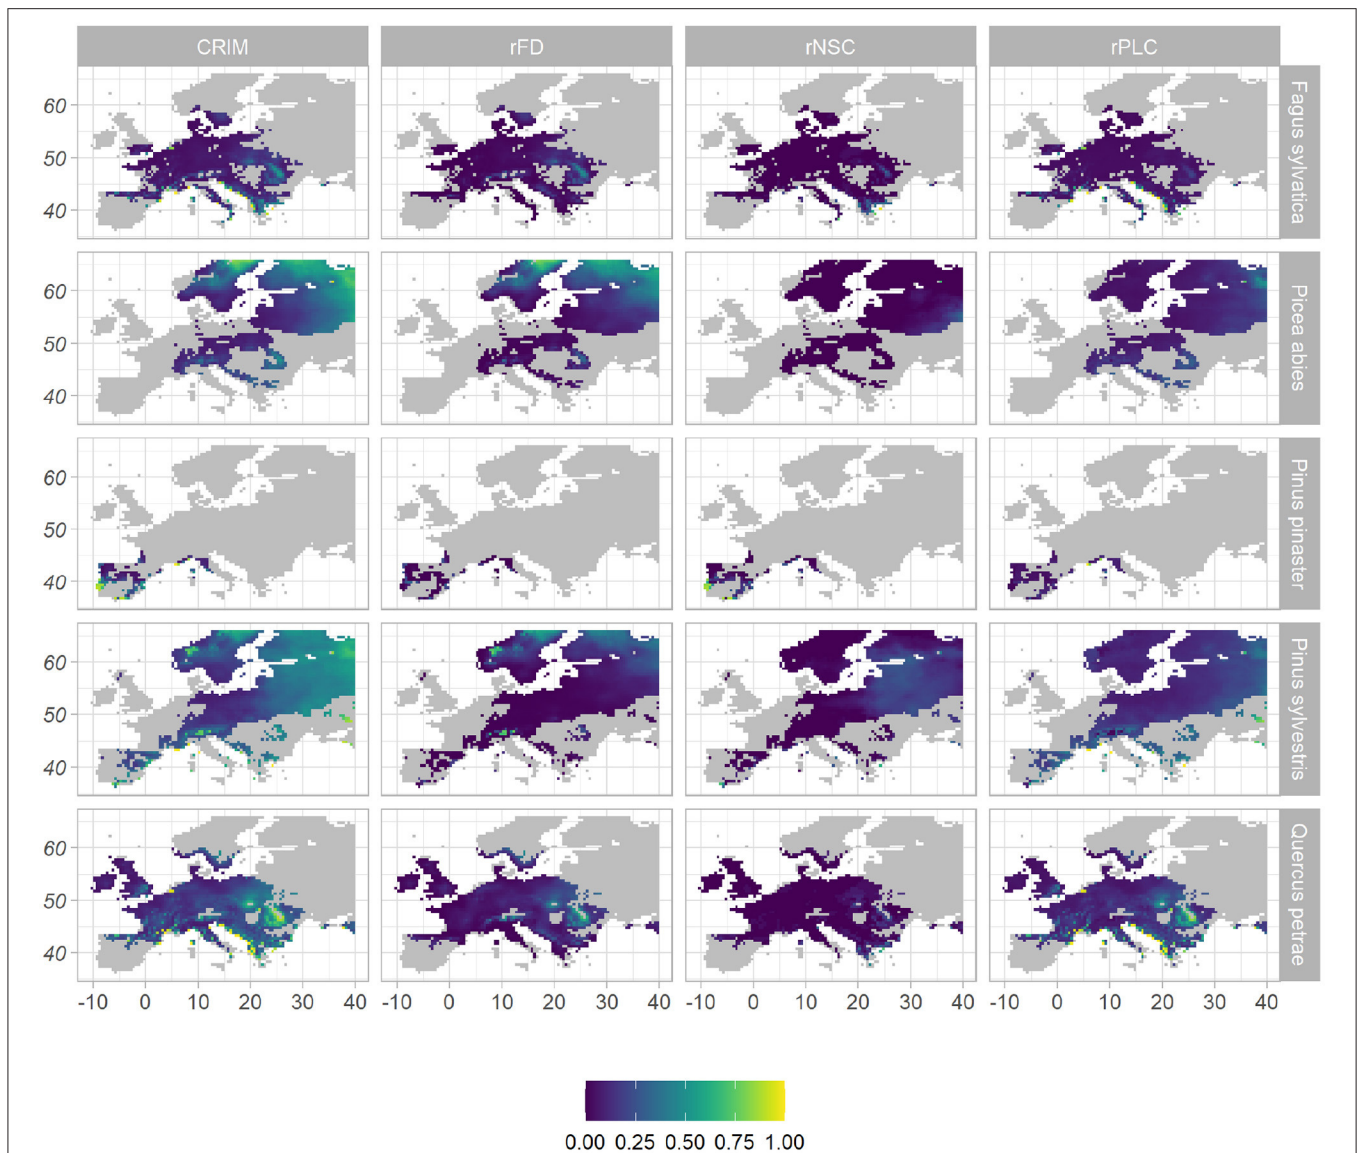 CRIM rFD rNSC rPLC
60
50
40
Fagus sylvatica
60
50
40
Picea abies
60
50
40
Pinus pinaster
60
50
40
Pinus sylvestris
60
50
40
Quercus petrae
-10 0 10 20 30 40 -10 0 10 20 30 40 -10 0 10 20 30 40 -10 0 10 20 30 40
0.00 0.25 0.50 0.75 1.00